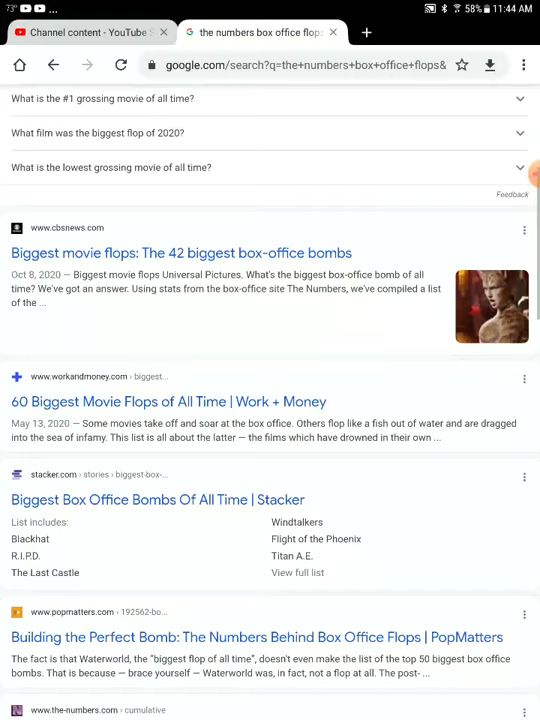 73° ...
58% 11:44 AM
Channel content - YouTube S
the numbers box office flops
google.com/search?q=the+numbers+box+office+flops&
What is the #1 grossing movie of all time?
What film was the biggest flop of 2020?
What is the lowest grossing movie of all time?
Feedback
www.cbsnews.com
Biggest movie flops: The 42 biggest box-office bombs
Oct 8, 2020 — Biggest movie flops Universal Pictures. What's the biggest box-office bomb of all
time? We've got an answer. Using stats from the box-office site The Numbers, we've compiled a list
of the ...
www.workandmoney.com › biggest...
60 Biggest Movie Flops of All Time | Work + Money
May 13, 2020 — Some movies take off and soar at the box office. Others flop like a fish out of water and are dragged
into the sea of infamy. This list is all about the latter — the films which have drowned in their own ...
stacker.com › stories › biggest-box-...
Biggest Box Office Bombs Of All Time | Stacker
List includes: Windtalkers
Blackhat Flight of the Phoenix
R.I.P.D. Titan A.E.
The Last Castle View full list
www.popmatters.com › 192562-bo...
Building the Perfect Bomb: The Numbers Behind Box Office Flops | PopMatters
The fact is that Waterworld, the "biggest flop of all time", doesn't even make the list of the top 50 biggest box office
bombs. That is because — brace yourself — Waterworld was, in fact, not a flop at all. The post- ...
www.the-numbers.com › cumulative